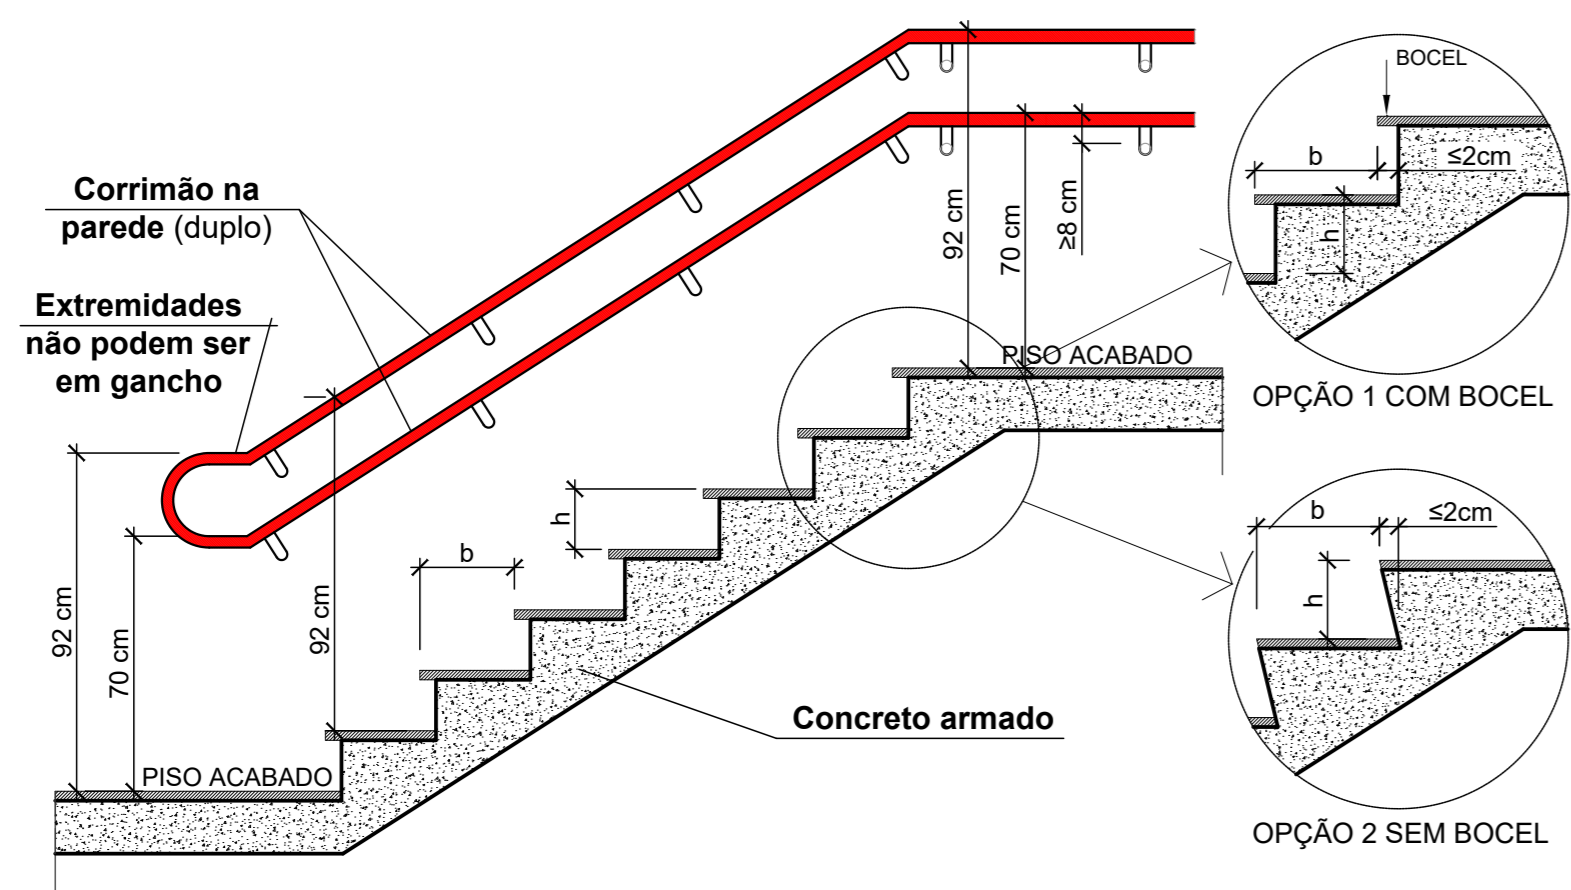 Corrimão na
parede (duplo)
Extremidades
não podem ser
em gancho
92 cm
70 cm
92 cm
PISO ACABADO
b
h
Concreto armado
92 cm
70 cm
≥8 cm
PISO ACABADO
BOCEL
b
≤2cm
h
OPÇÃO 1 COM BOCEL
b
≤2cm
h
OPÇÃO 2 SEM BOCEL